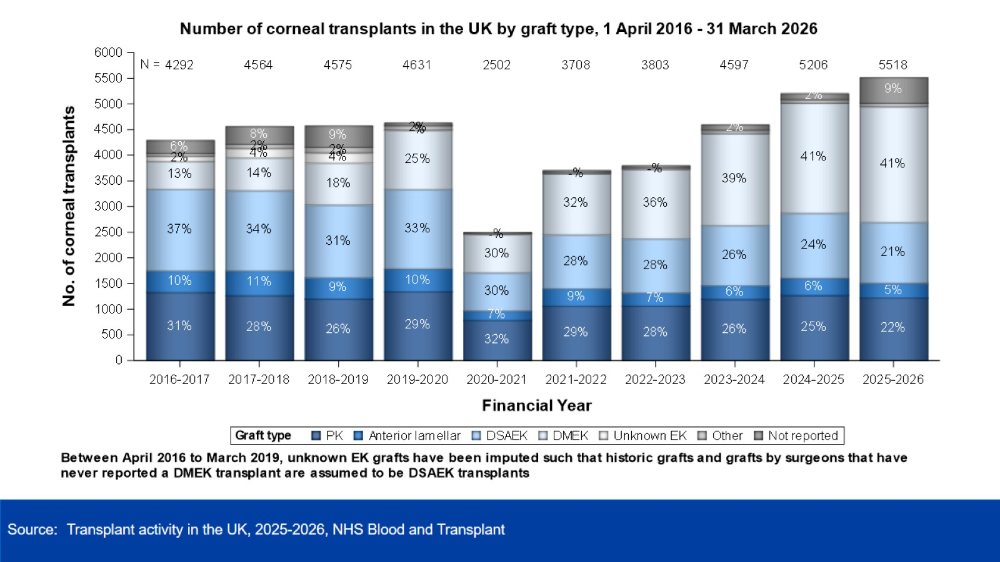 Number of corneal transplants in the UK by graft type, 1 April 2016 - 31 March 2026
No. of corneal transplants
6000
5500
5000
4500
4000
3500
3000
2500
2000
1500
1000
500
0
N = 4292 4564 4575 4631 2502 3708 3803 4597 5206 5518
6% 2% 13% 37% 10% 31%
8% 2% 4% 14% 34% 11% 28%
9% 2% 4% 18% 31% 9% 26%
2% 25% 33% 10% 29%
-% 30% 30% 7% 32%
-% 32% 28% 9% 29%
-% 36% 28% 7% 28%
2% 39% 26% 6% 26%
2% 41% 24% 6% 25%
9% 41% 21% 5% 22%
2016-2017 2017-2018 2018-2019 2019-2020 2020-2021 2021-2022 2022-2023 2023-2024 2024-2025 2025-2026
Financial Year
Graft type PK Anterior lamellar DSAEK DMEK Unknown EK Other Not reported
Between April 2016 to March 2019, unknown EK grafts have been imputed such that historic grafts and grafts by surgeons that have
never reported a DMEK transplant are assumed to be DSAEK transplants
Source: Transplant activity in the UK, 2025-2026, NHS Blood and Transplant